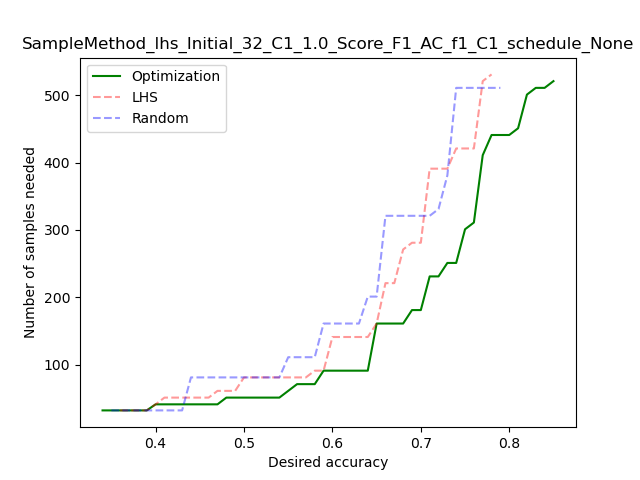 SampleMethod_lhs_Initial_32_C1_1.0_Score_F1_AC_f1_C1_schedule_None
Optimization
LHS
Random
Number of samples needed
500
400
300
200
100
0.4 0.5 0.6 0.7 0.8
Desired accuracy